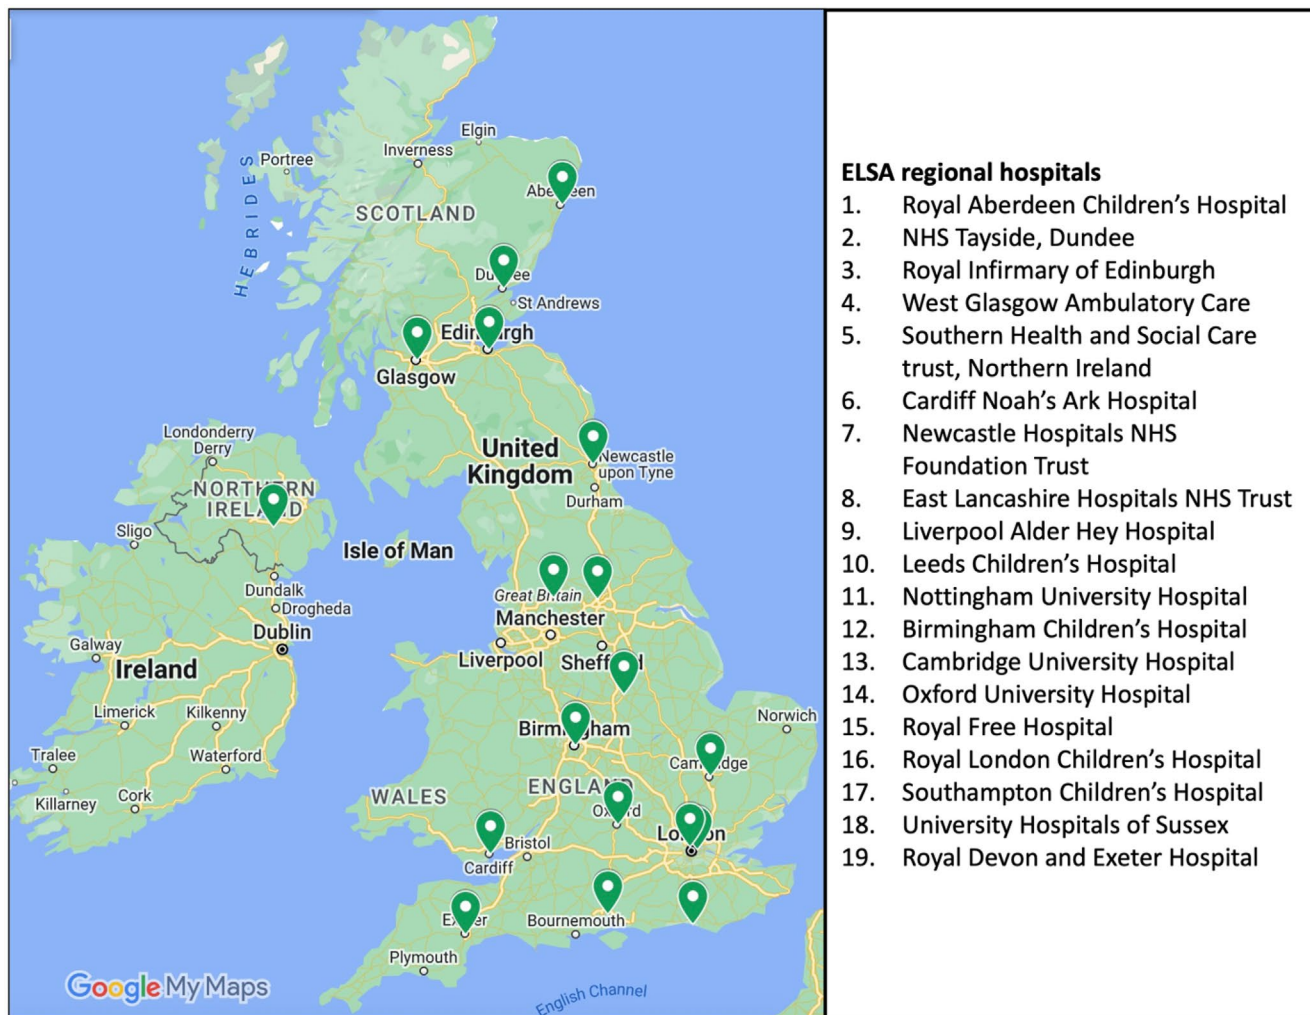 Elgin
Inverness
Portree
HEBRIDES
SCOTLAND
St Andrews
Glasgow
Londonderry
Derry
United
Kingdom
Newcastle
upon Tyne
Durham
Sligo
Isle of Man
Dundalk
Drogheda
Great Britain
Manchester
Dublin
Galway
Ireland
Liverpool
Limerick
Kilkenny
Norwich
Tralee
Waterford
Killarney
Cork
WALES
Bristol
Cardiff
Bournemouth
Plymouth
English Channel
Google My Maps
ELSA regional hospitals
1. Royal Aberdeen Children’s Hospital
2. NHS Tayside, Dundee
3. Royal Infirmary of Edinburgh
4. West Glasgow Ambulatory Care
5. Southern Health and Social Care
trust, Northern Ireland
6. Cardiff Noah’s Ark Hospital
7. Newcastle Hospitals NHS
Foundation Trust
8. East Lancashire Hospitals NHS Trust
9. Liverpool Alder Hey Hospital
10. Leeds Children’s Hospital
11. Nottingham University Hospital
12. Birmingham Children’s Hospital
13. Cambridge University Hospital
14. Oxford University Hospital
15. Royal Free Hospital
16. Royal London Children’s Hospital
17. Southampton Children’s Hospital
18. University Hospitals of Sussex
19. Royal Devon and Exeter Hospital